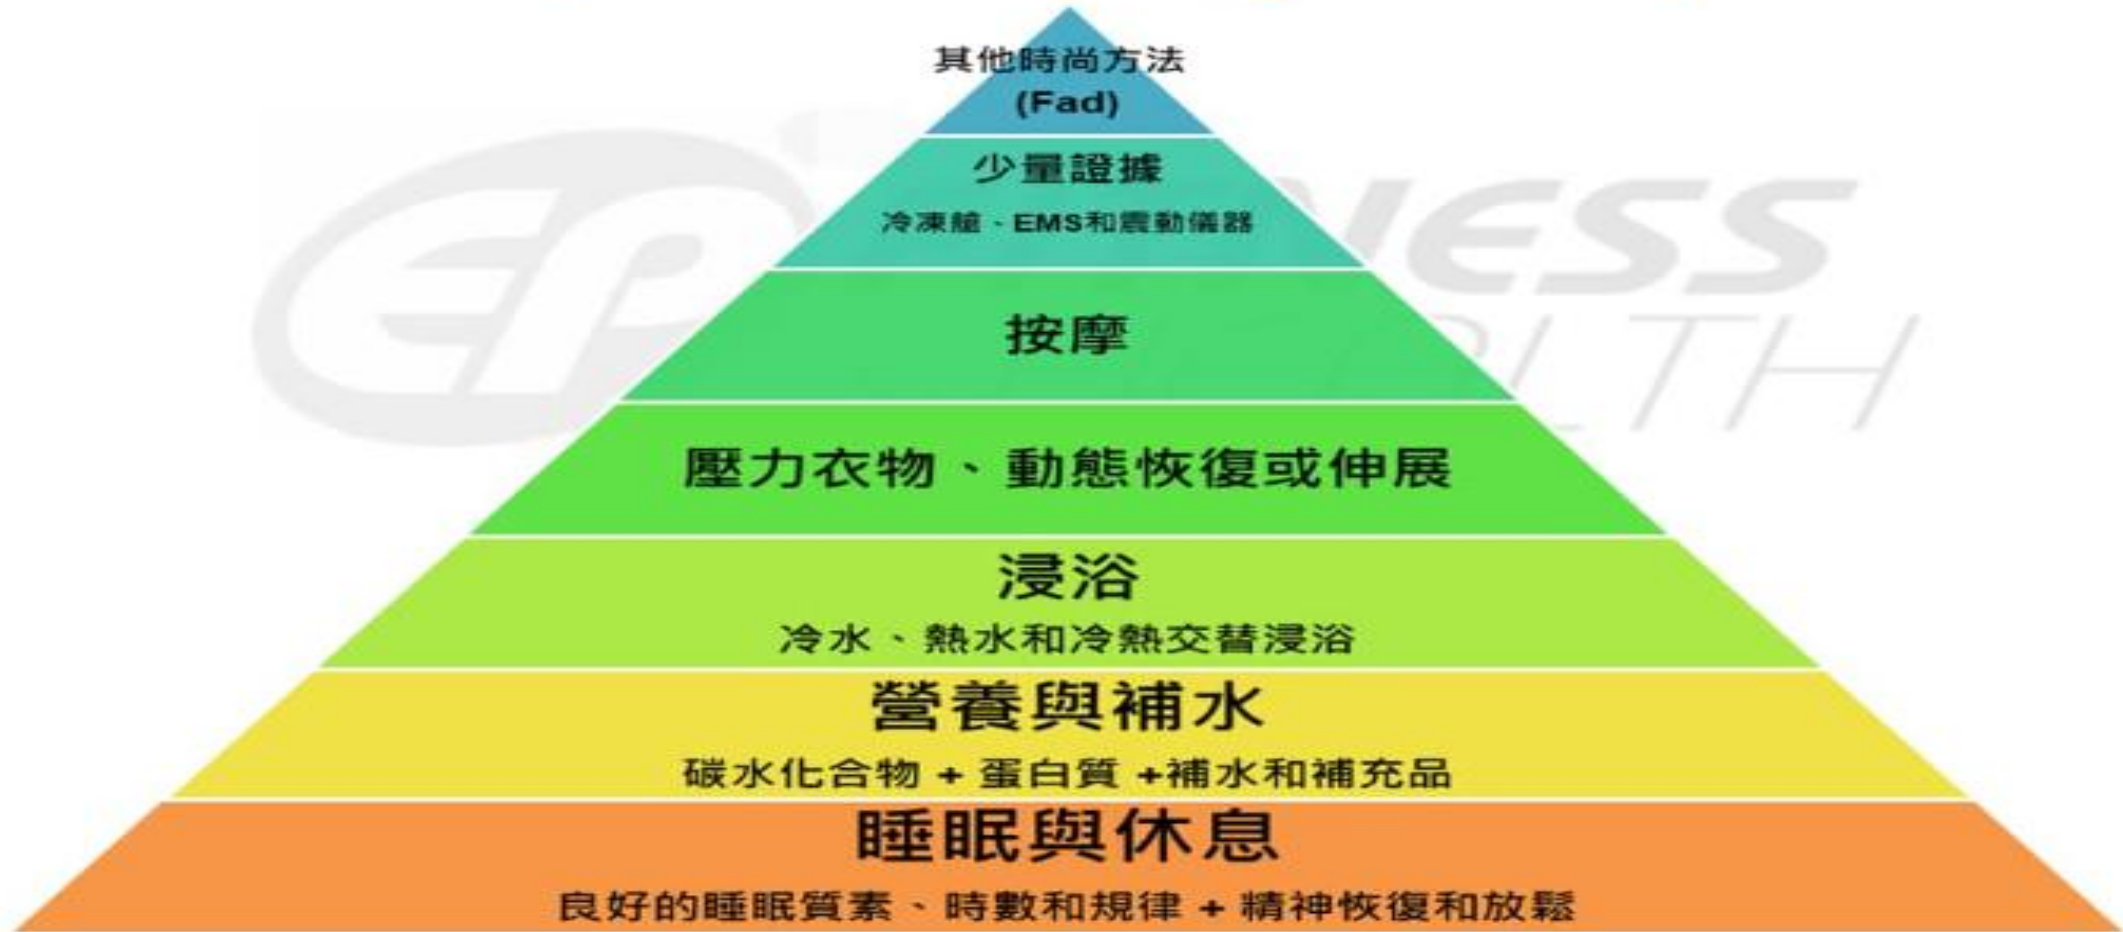 其他時尚方法
(Fad)
少量證據
冷凍艙、EMS和震動儀器
按摩
壓力衣物、動態恢復或伸展
浸浴
冷水、熱水和冷熱交替浸浴
營養與補水
碳水化合物 + 蛋白質 +補水和補充品
睡眠與休息
良好的睡眠質素、時數和規律 + 精神恢復和放鬆